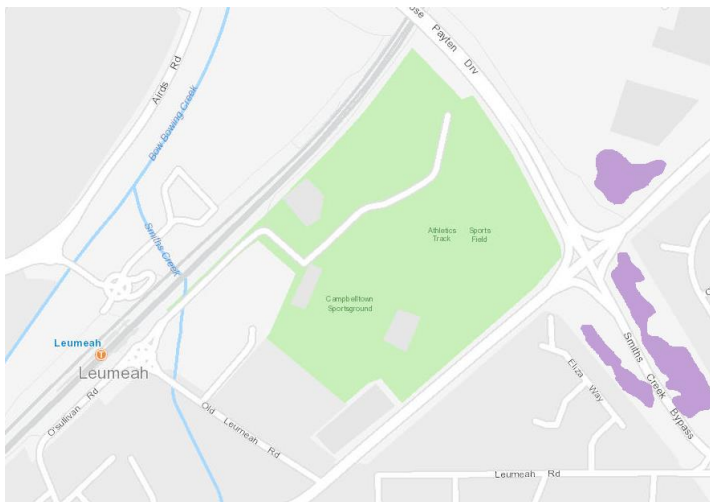 Payten Drv
Airds Rd
Bow Bowing Creek
Smiths Creek
Athletics Sports
Track Field
Campbelltown
Sportsground
Leumeah
T
Leumeah
Smiths Creek Bypass
Eliza Way
Old Leumeah Rd
O'sullivan Rd
Leumeah Rd